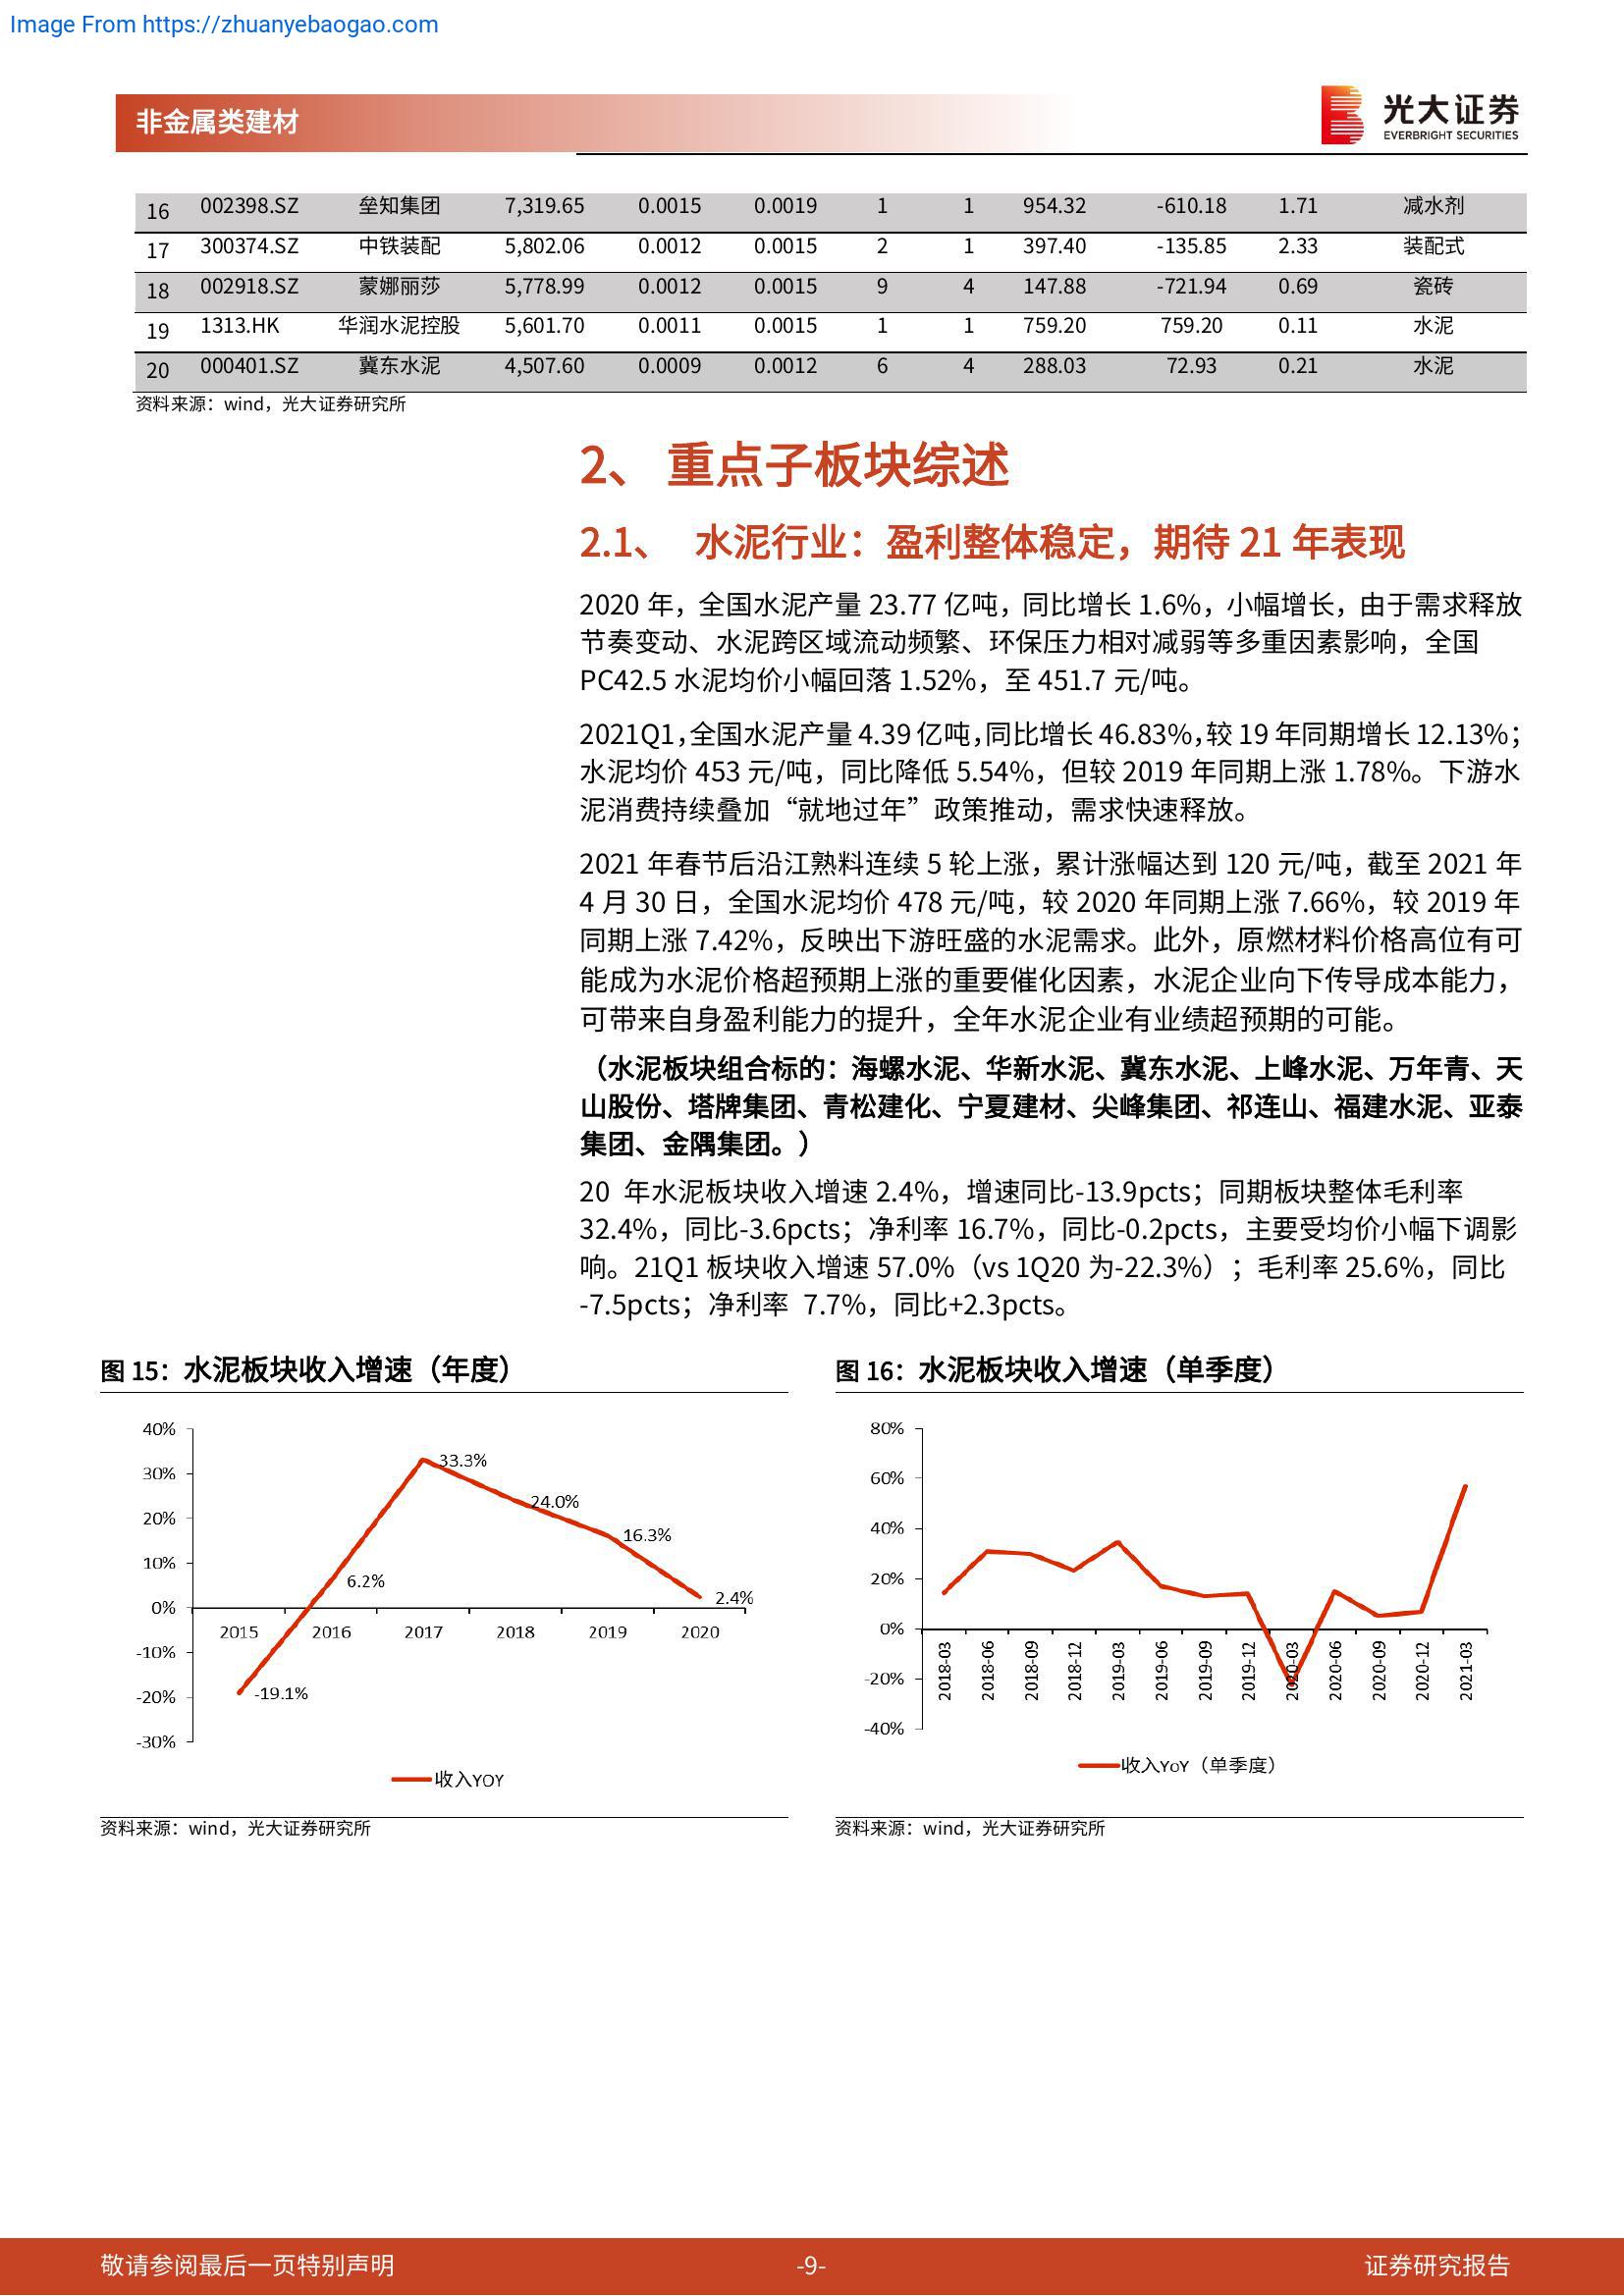 Image From https://zhuanyebaogao.com
非金属类建材
光大证券
EVERBRIGHT SECURITIES
16 002398.SZ 垒知集团 7,319.65 0.0015 0.0019 1 1 954.32 -610.18 1.71 减水剂
17 300374.SZ 中铁装配 5,802.06 0.0012 0.0015 2 1 397.40 -135.85 2.33 装配式
18 002918.SZ 蒙娜丽莎 5,778.99 0.0012 0.0015 9 4 147.88 -721.94 0.69 瓷砖
19 1313.HK 华润水泥控股 5,601.70 0.0011 0.0015 1 1 759.20 759.20 0.11 水泥
20 000401.SZ 冀东水泥 4,507.60 0.0009 0.0012 6 4 288.03 72.93 0.21 水泥
资料来源：wind，光大证券研究所
2、 重点子板块综述
2.1、 水泥行业：盈利整体稳定，期待 21 年表现
2020 年，全国水泥产量 23.77 亿吨，同比增长 1.6%，小幅增长，由于需求释放
节奏变动、水泥跨区域流动频繁、环保压力相对减弱等多重因素影响，全国
PC42.5 水泥均价小幅回落 1.52%，至 451.7 元/吨。
2021Q1，全国水泥产量 4.39 亿吨，同比增长 46.83%，较 19 年同期增长 12.13%；
水泥均价 453 元/吨，同比降低 5.54%，但较 2019 年同期上涨 1.78%。下游水
泥消费持续叠加“就地过年”政策推动，需求快速释放。
2021 年春节后沿江熟料连续 5 轮上涨，累计涨幅达到 120 元/吨，截至 2021 年
4 月 30 日，全国水泥均价 478 元/吨，较 2020 年同期上涨 7.66%，较 2019 年
同期上涨 7.42%，反映出下游旺盛的水泥需求。此外，原燃材料价格高位有可
能成为水泥价格超预期上涨的重要催化因素，水泥企业向下传导成本能力，
可带来自身盈利能力的提升，全年水泥企业有业绩超预期的可能。
（水泥板块组合标的：海螺水泥、华新水泥、冀东水泥、上峰水泥、万年青、天
山股份、塔牌集团、青松建化、宁夏建材、尖峰集团、祁连山、福建水泥、亚泰
集团、金隅集团。）
20 年水泥板块收入增速 2.4%，增速同比-13.9pcts；同期板块整体毛利率
32.4%，同比-3.6pcts；净利率 16.7%，同比-0.2pcts，主要受均价小幅下调影
响。21Q1 板块收入增速 57.0%（vs 1Q20 为-22.3%）；毛利率 25.6%，同比
-7.5pcts；净利率 7.7%，同比+2.3pcts。
图 15：水泥板块收入增速（年度）
40%
30%
20%
10%
0%
-10%
-20%
-30%
-19.1%
6.2%
33.3%
24.0%
16.3%
2.4%
2015 2016 2017 2018 2019 2020
收入YOY
资料来源：wind，光大证券研究所
图 16：水泥板块收入增速（单季度）
80%
60%
40%
20%
0%
-20%
-40%
2018-03 2018-06 2018-09 2018-12 2019-03 2019-06 2019-09 2019-12 2020-03 2020-06 2020-09 2020-12 2021-03
收入YoY（单季度）
资料来源：wind，光大证券研究所
敬请参阅最后一页特别声明
-9-
证券研究报告